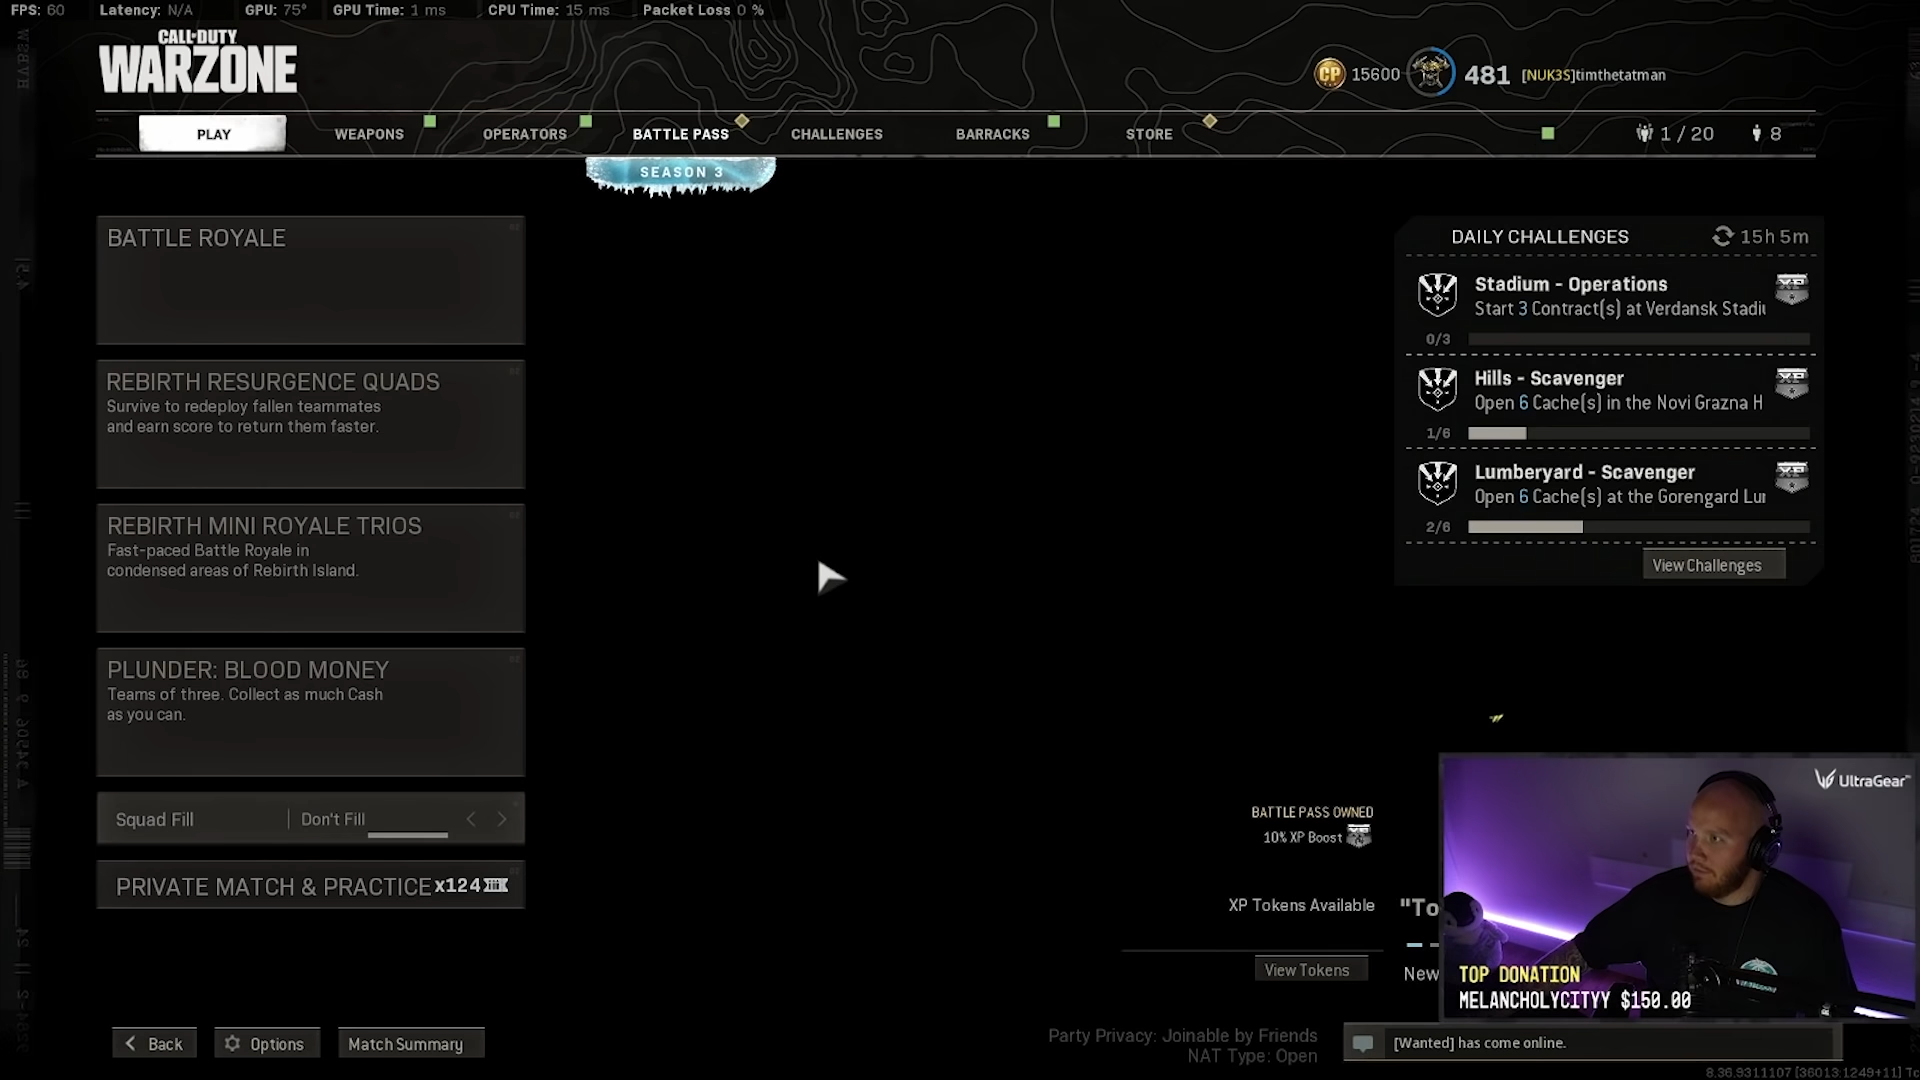 FPS: 60 Latency: N/A GPU: 75° GPU Time: 1 ms CPU Time: 15 ms Packet Loss 0 %
CALL OF DUTY
WARZONE
CP 15600 481 [NUK3S]timthetatman
PLAY WEAPONS OPERATORS BATTLE PASS CHALLENGES BARRACKS STORE 1 / 20 8
SEASON 3
BATTLE ROYALE
REBIRTH RESURGENCE QUADS
Survive to redeploy fallen teammates
and earn score to return them faster.
REBIRTH MINI ROYALE TRIOS
Fast-paced Battle Royale in
condensed areas of Rebirth Island.
PLUNDER: BLOOD MONEY
Teams of three. Collect as much Cash
as you can.
Squad Fill Don't Fill
PRIVATE MATCH & PRACTICE x124
DAILY CHALLENGES 15h 5m
Stadium - Operations XP
Start 3 Contract(s) at Verdansk Stadi
0/3
Hills - Scavenger XP
Open 6 Cache(s) in the Novi Grazna H
1/6
Lumberyard - Scavenger XP
Open 6 Cache(s) at the Gorengard Lu
2/6
View Challenges
BATTLE PASS OWNED
10% XP Boost
XP Tokens Available
View Tokens
"To
New
UltraGear
TOP DONATION
MELANCHOLYCITYY $150.00
Back Options Match Summary
Party Privacy: Joinable by Friends
NAT Type: Open
[Wanted] has come online.